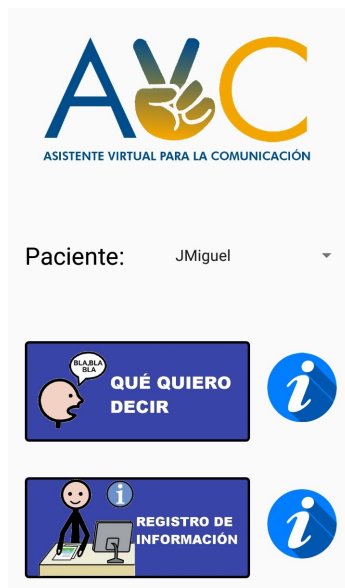 AVC
ASISTENTE VIRTUAL PARA LA COMUNICACIÓN
Paciente: JMiguel
BLA,BLA
BLA
QUÉ QUIERO
DECIR
i
i
REGISTRO DE
INFORMACIÓN
i